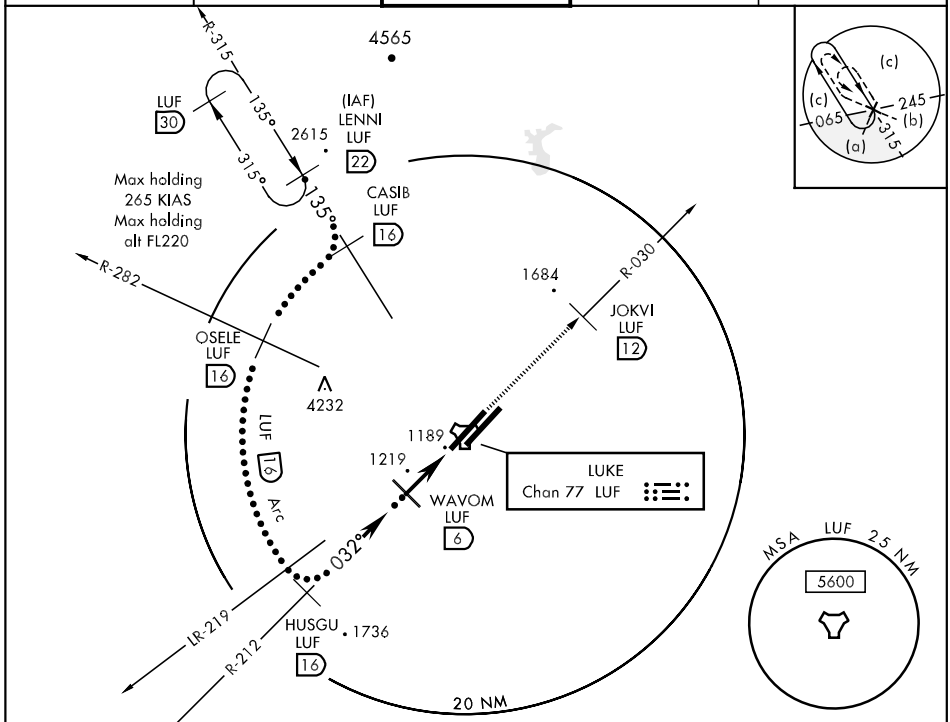 R-315
4565
LUF
30
135°
315°
(IAF)
LENNI
LUF
22
2615
135°
CASIB
LUF
16
Max holding
265 KIAS
Max holding
alt FL220
R-282
OSELE
LUF
16
4232
LUF 16 Arc
1684
R-030
JOKVI
LUF
12
1189
1219
WAVOM
LUF
6
LUKE
Chan 77 LUF
032°
LR-219
R-212
HUSGU
LUF
16
1736
20 NM
(c)
(c)
245
065
(b)
(a)
315
MSA LUF 25 NM
5600